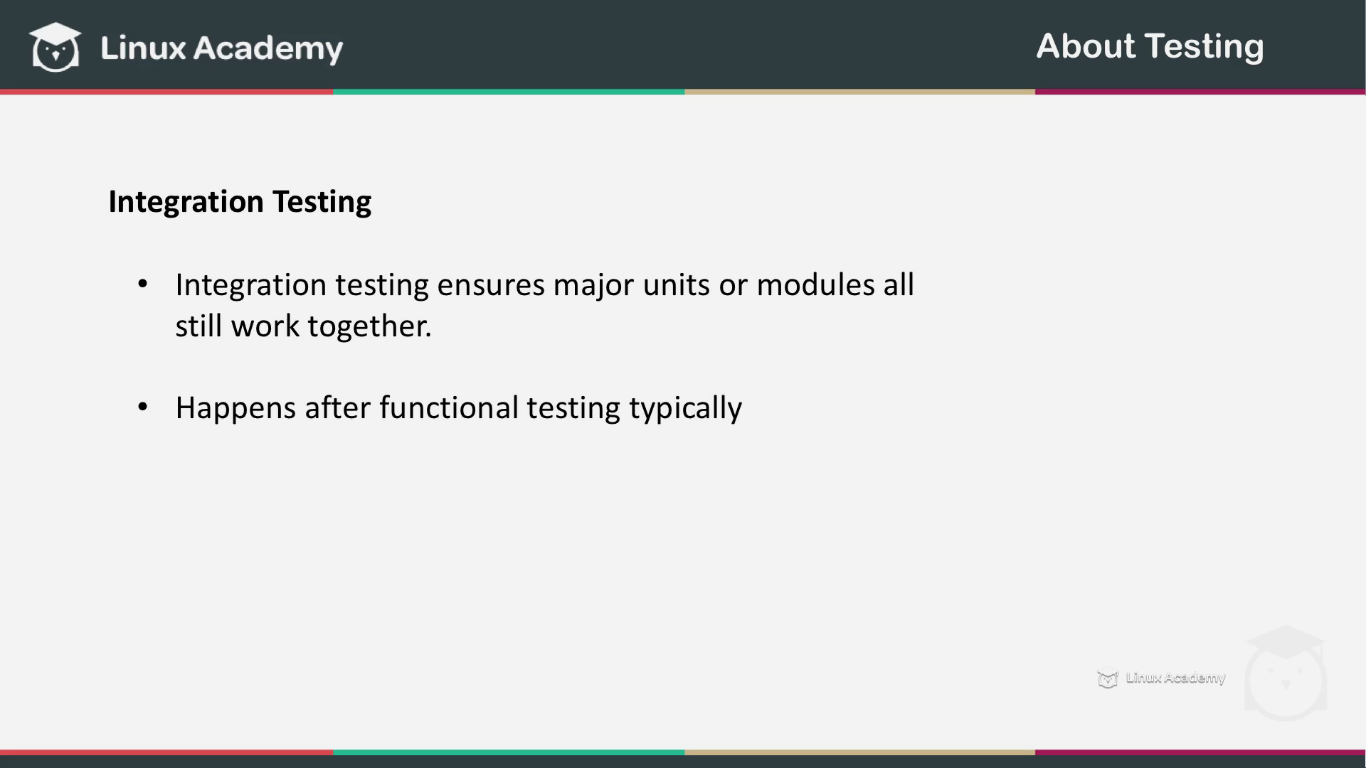 Linux Academy
About Testing
Integration Testing
• Integration testing ensures major units or modules all
still work together.
• Happens after functional testing typically
Linux Academy